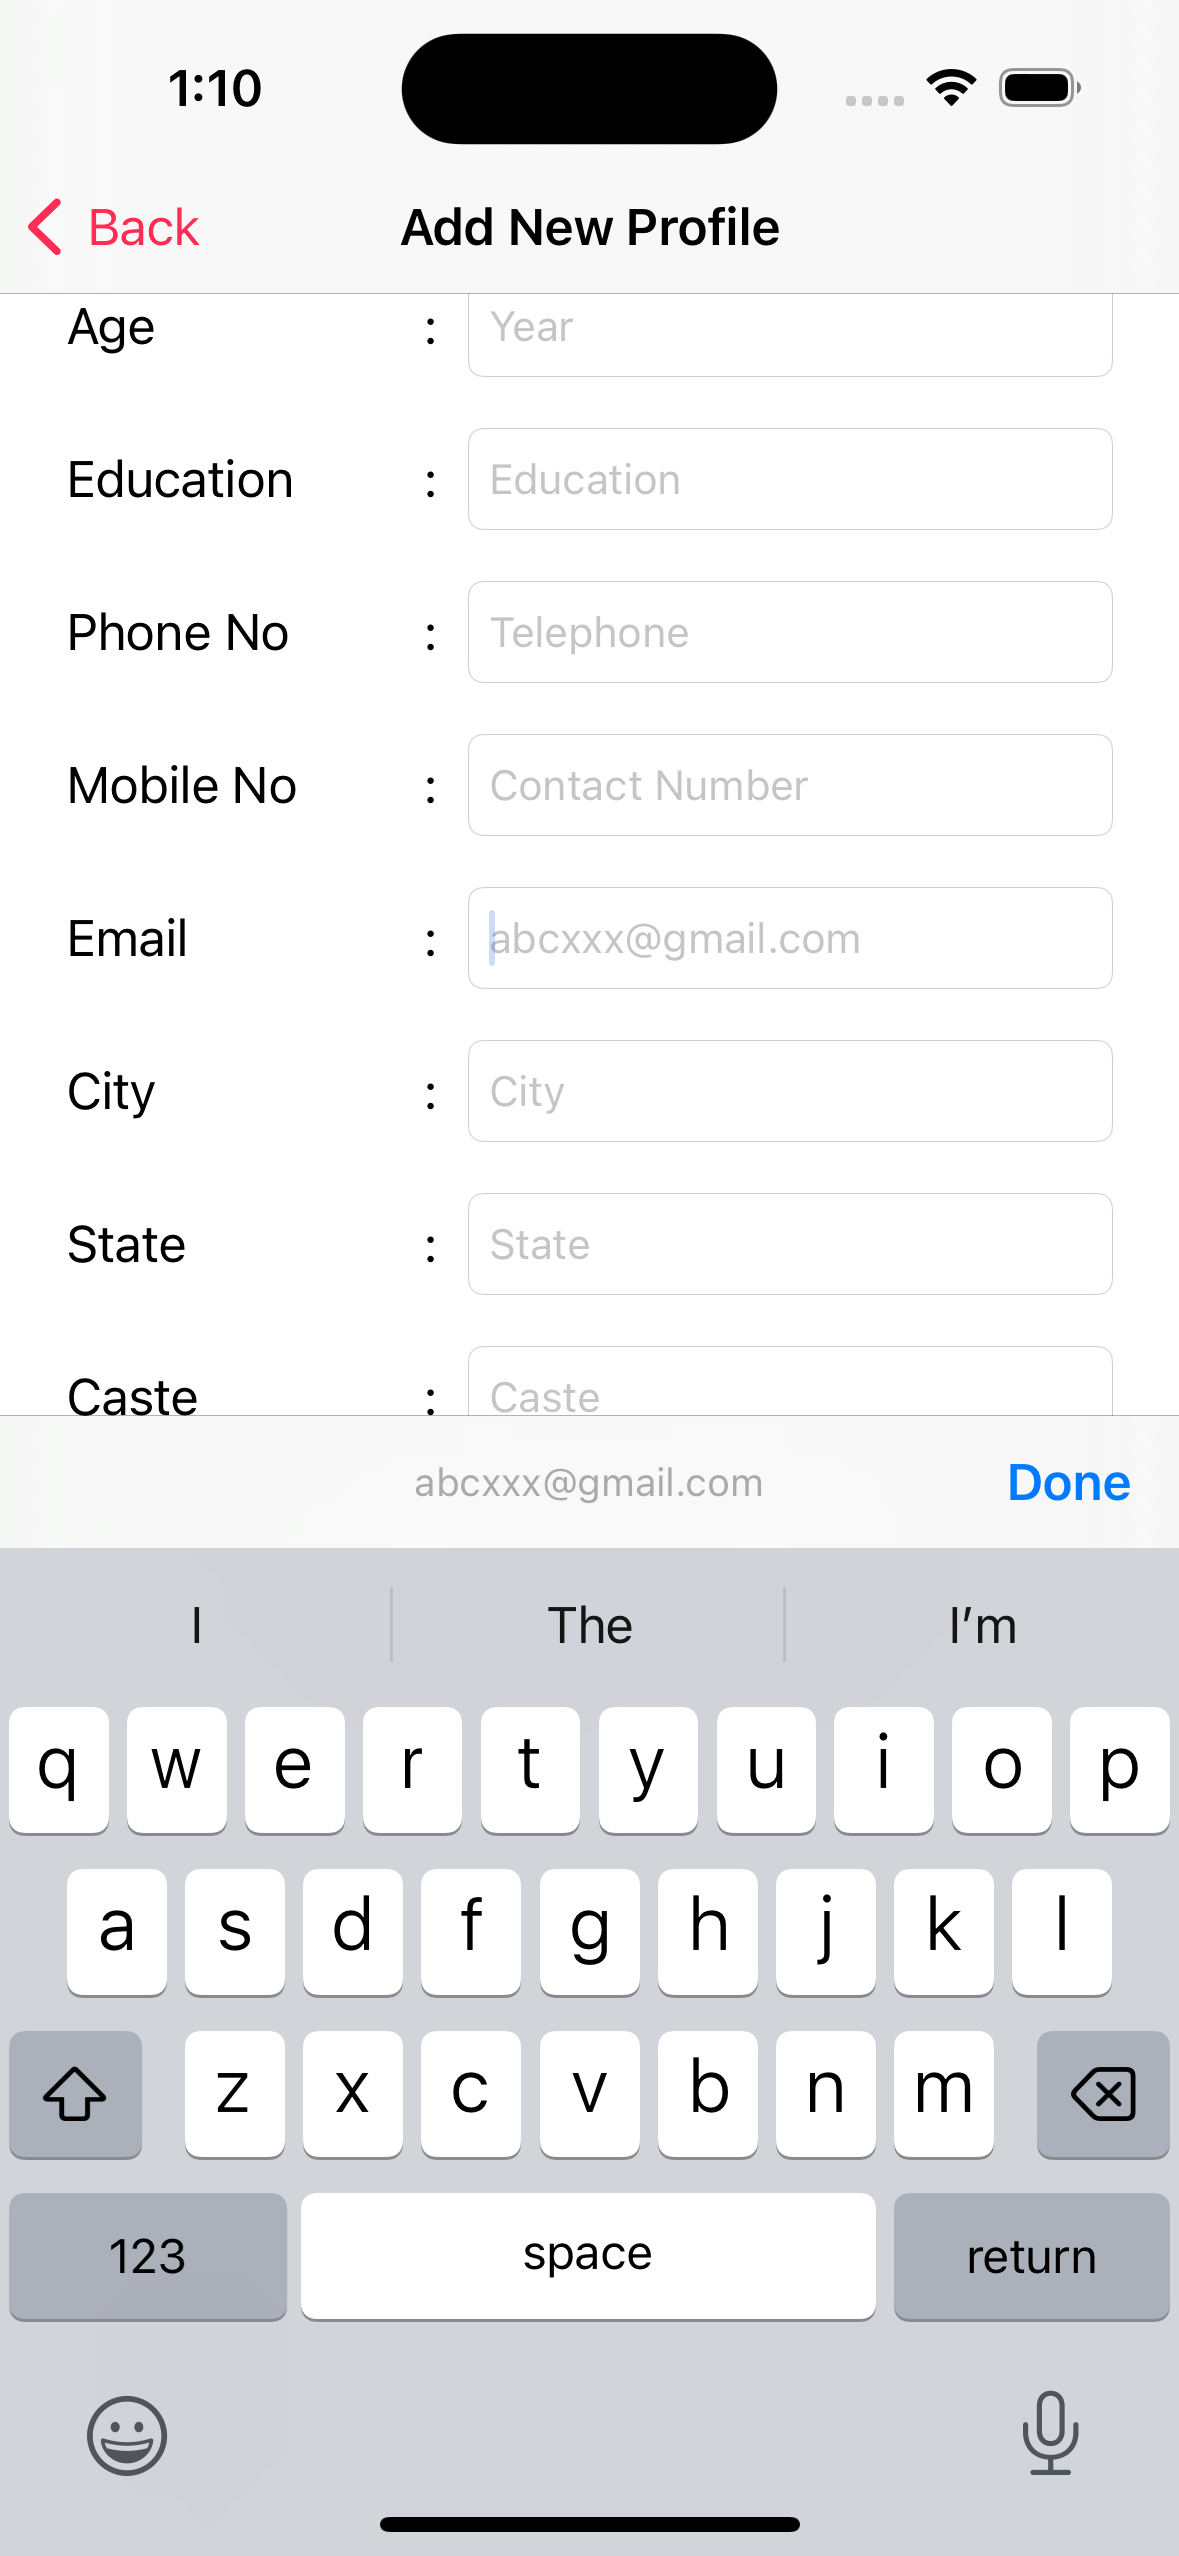 1:10
Back Add New Profile
Age : Year
Education : Education
Phone No : Telephone
Mobile No : Contact Number
Email : abcxxx@gmail.com
City : City
State : State
Caste : Caste
abcxxx@gmail.com Done
I The I’m
q w e r t y u i o p
a s d f g h j k l
z x c v b n m
123 space return